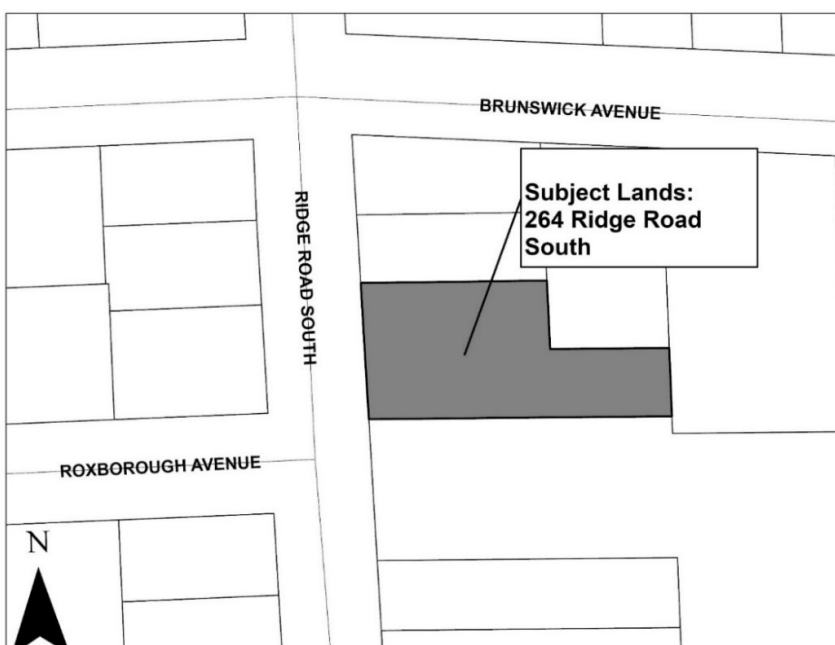 BRUNSWICK AVENUE
Subject Lands:
264 Ridge Road
South
RIDGE ROAD SOUTH
ROXBOROUGH AVENUE
N